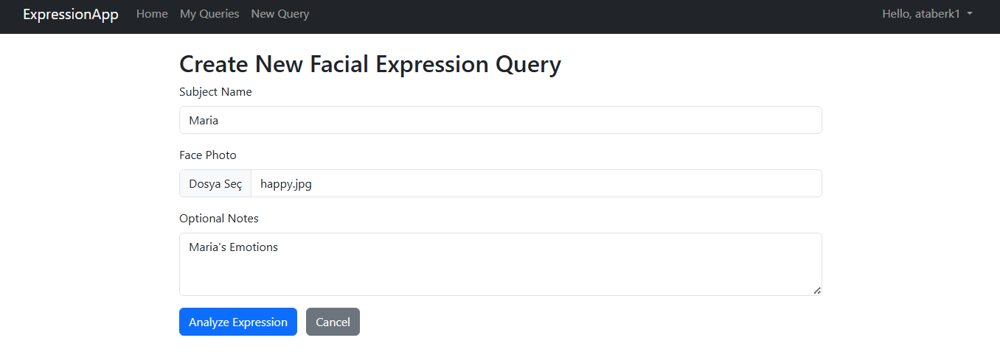 ExpressionApp Home My Queries New Query Hello, ataberk1
Create New Facial Expression Query
Subject Name
Maria
Face Photo
Dosya Seç happy.jpg
Optional Notes
Maria's Emotions
Analyze Expression Cancel